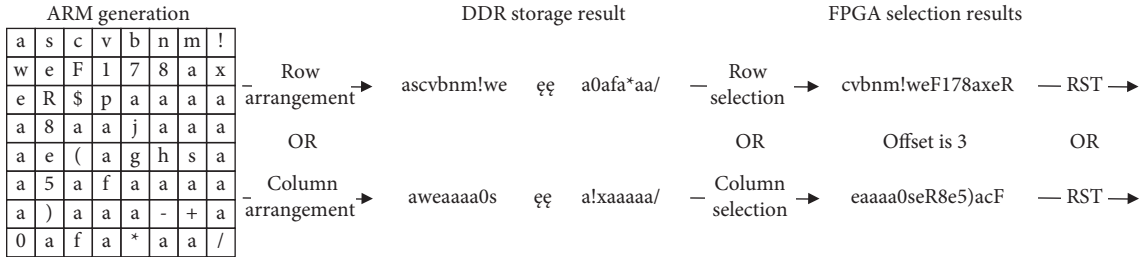 ARM generation DDR storage result FPGA selection results
a s c v b n m !
w e F 1 7 8 a x
e R $ p a a a a
a 8 a a j a a a
a e ( a g h s a
a 5 a f a a a a
a ) a a a - + a
0 a f a * a a /
Row arrangement
ascvbnm!we ęę a0afa*aa/
Row selection
cvbnm!weF178axeR
RST
OR OR Offset is 3 OR
Column arrangement
aweaaaa0s ęę a!xaaaaa/
Column selection
eaaaa0seR8e5)acF
RST